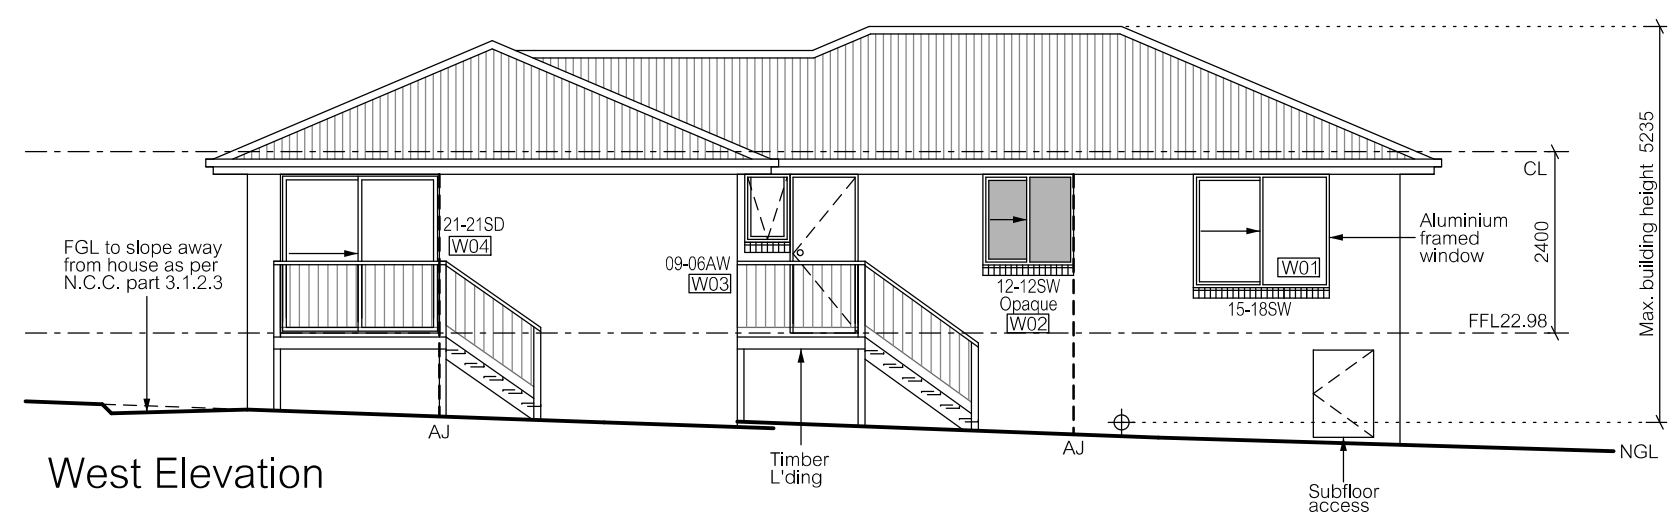 FGL to slope away
from house as per
N.C.C. part 3.1.2.3
21-21SD
W04
09-06AW
W03
12-12SW
Opaque
W02
W01
15-18SW
Aluminium
framed
window
CL
2400
FFL22.98
Max. building height 5235
AJ
AJ
NGL
Timber
L'ding
Subfloor
access
West Elevation